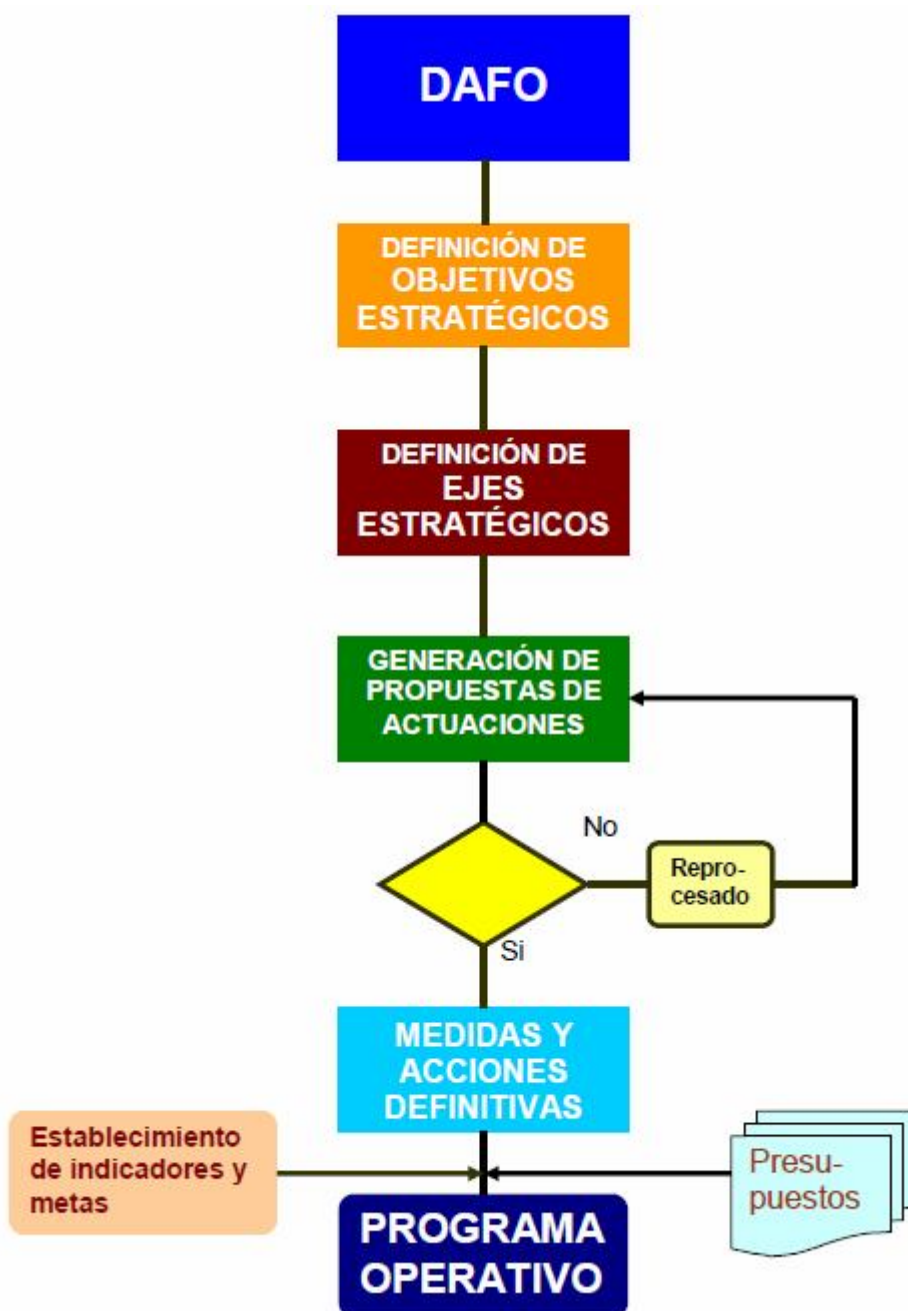 DAFO
DEFINICIÓN DE
OBJETIVOS
ESTRATÉGICOS
DEFINICIÓN DE
EJES
ESTRATÉGICOS
GENERACIÓN DE
PROPUESTAS DE
ACTUACIONES
No
Repro-
cesado
Si
MEDIDAS Y
ACCIONES
DEFINITIVAS
Establecimiento
de indicadores y
metas
Presu-
puestos
PROGRAMA
OPERATIVO